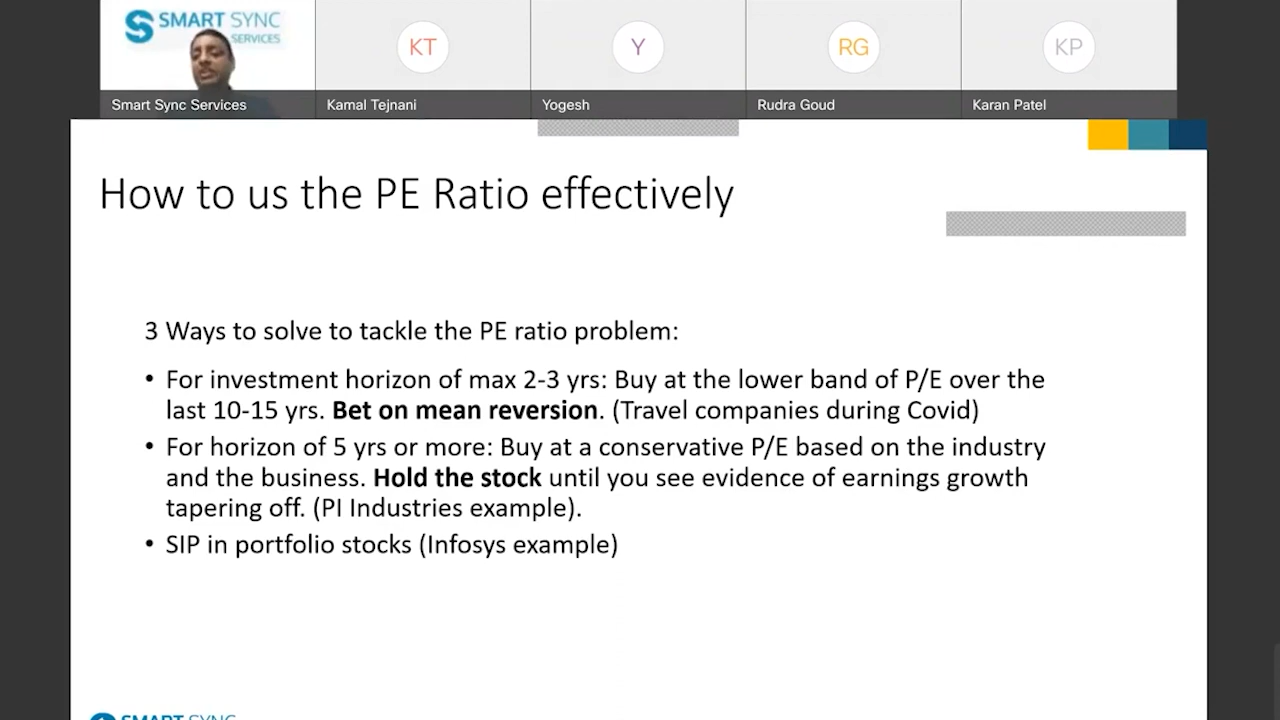 SMART SYNC
SERVICES
KT
Y
RG
KP
Smart Sync Services
Kamal Tejnani
Yogesh
Rudra Goud
Karan Patel
How to us the PE Ratio effectively
3 Ways to solve to tackle the PE ratio problem:
• For investment horizon of max 2-3 yrs: Buy at the lower band of P/E over the
last 10-15 yrs. Bet on mean reversion. (Travel companies during Covid)
• For horizon of 5 yrs or more: Buy at a conservative P/E based on the industry
and the business. Hold the stock until you see evidence of earnings growth
tapering off. (PI Industries example).
• SIP in portfolio stocks (Infosys example)
SMART SYNC